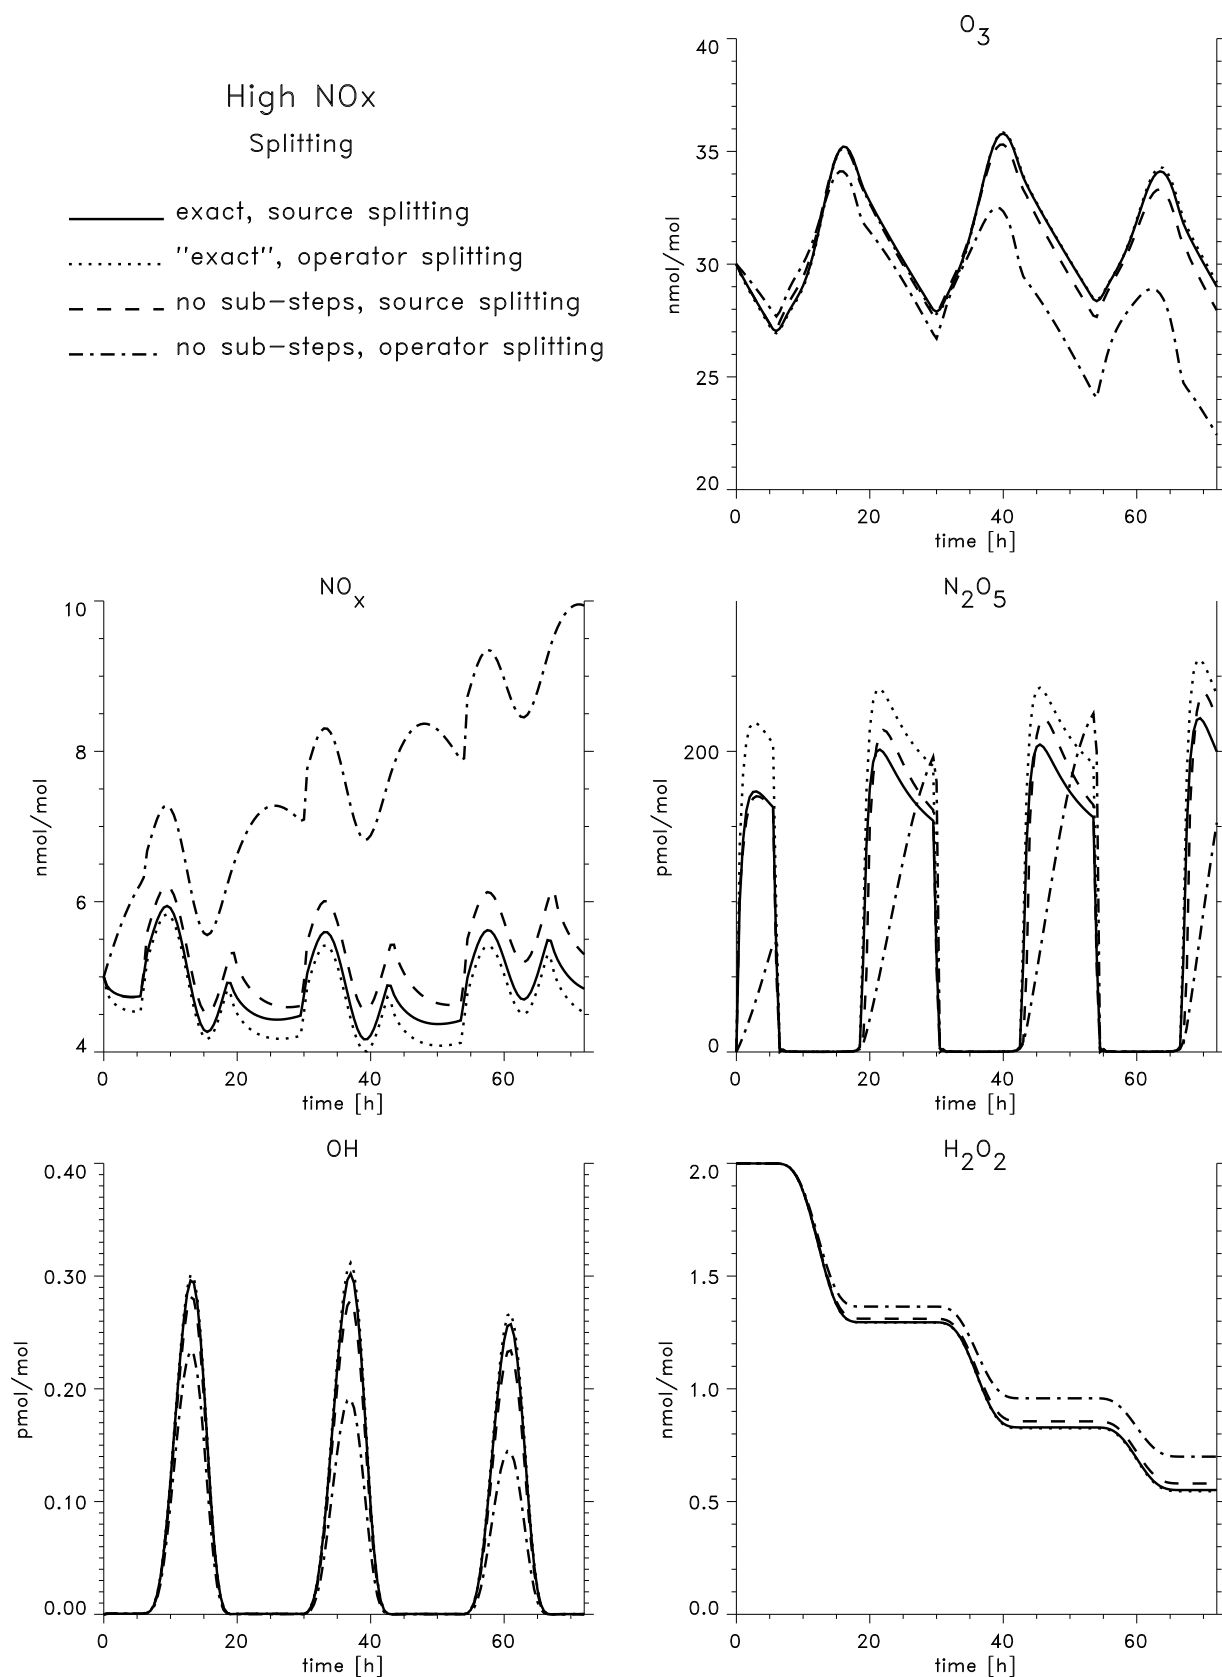 High NOx
Splitting
exact, source splitting
"exact", operator splitting
no sub-steps, source splitting
no sub-steps, operator splitting
O3
40
35
30
25
20
nmol/mol
0 20 40 60
time [h]
NOx
10
8
6
4
nmol/mol
0 20 40 60
time [h]
N2O5
200
0
pmol/mol
0 20 40 60
time [h]
OH
0.40
0.30
0.20
0.10
0.00
pmol/mol
0 20 40 60
time [h]
H2O2
2.0
1.5
1.0
0.5
0.0
nmol/mol
0 20 40 60
time [h]